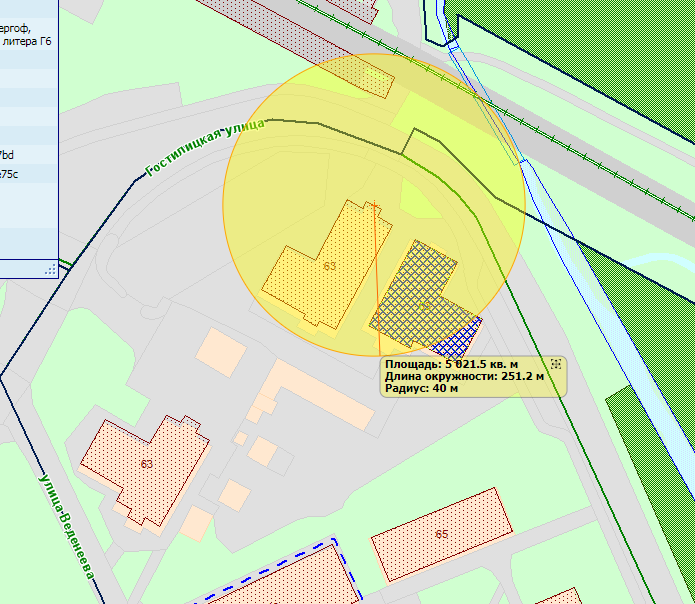 ергоф,
литера Г6
7bd
e75c
Гостилицкая улица
63
Площадь: 5 021.5 кв. м
Длина окружности: 251.2 м
Радиус: 40 м
63
улица Веденеева
65